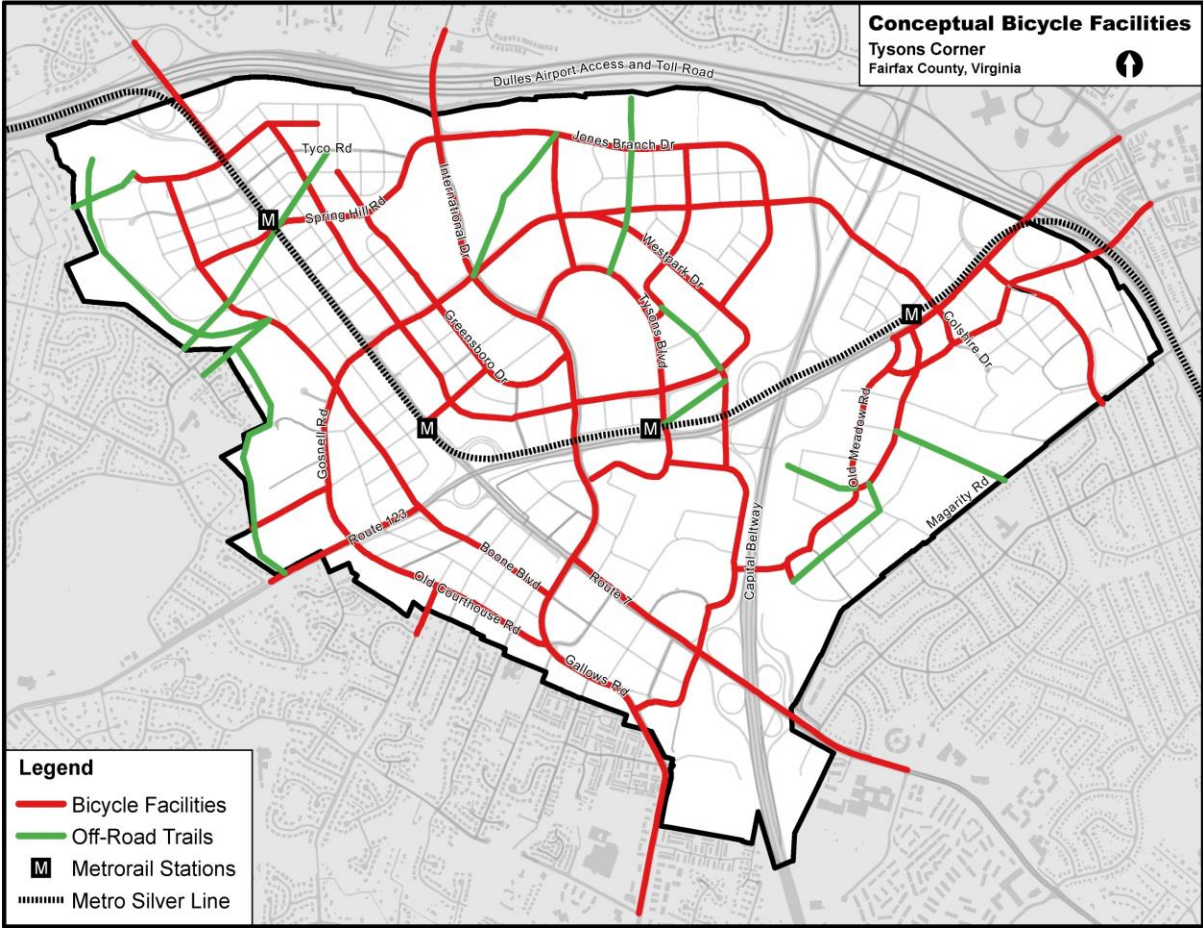 Conceptual Bicycle Facilities
Tysons Corner
Fairfax County, Virginia
Dulles Airport Access and Toll Road
Jones Branch Dr
Tyco Rd
International Dr
M
Spring Hill Rd
Westpark Dr
Tysons Blvd
M
Colshire Dr
Greensboro Dr
Old Meadow Rd
M
M
Gosnell Rd
Magarity Rd
Route 123
Capital Beltway
Boone Blvd
Route 7
Old Courthouse Rd
Gallows Rd
Legend
Bicycle Facilities
Off-Road Trails
M Metrorail Stations
Metro Silver Line